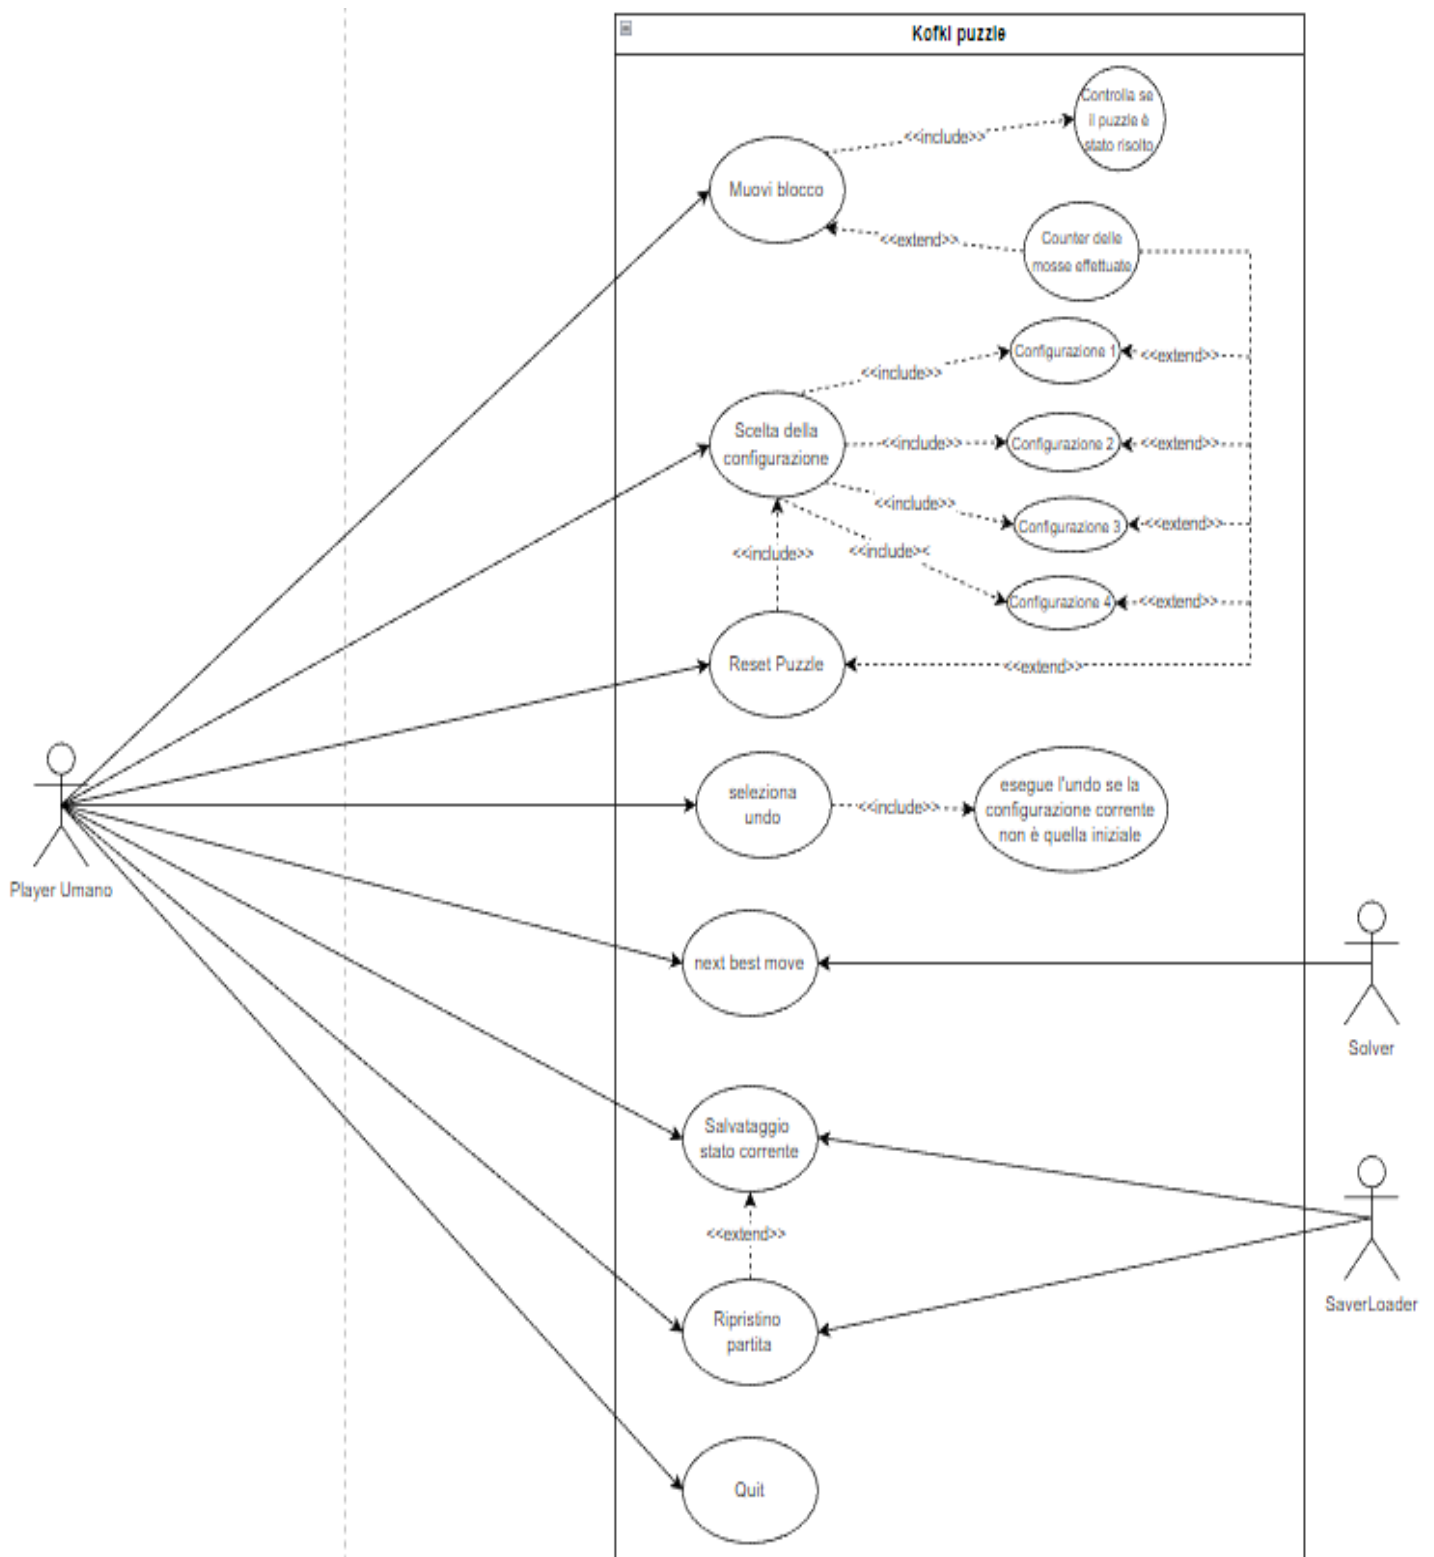 Kofki puzzle
Controlla se
il puzzle è
stato risolto
<<include>>
Muovi blocco
<<extend>>
Counter delle
mosse effettuate
<<include>>
Configurazione 1
<<extend>>
Scelta della
configurazione
<<include>>
Configurazione 2
<<extend>>
<<include>>
Configurazione 3
<<extend>>
<<include>>
<<include><
Configurazione 4
<<extend>>
Reset Puzzle
<<extend>>
seleziona
undo
<<include>>
esegue l'undo se la
configurazione corrente
non è quella iniziale
Player Umano
next best move
Solver
Salvataggio
stato corrente
<<extend>>
Ripristino
partita
SaverLoader
Quit